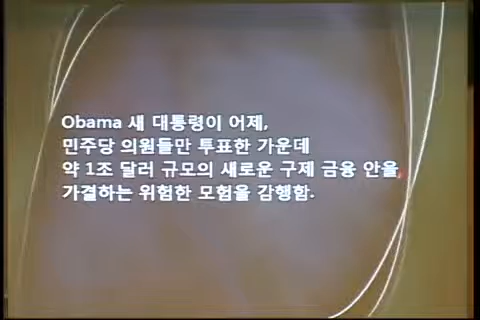 Obama 새 대통령이 어제,
민주당 의원들만 투표한 가운데
약 1조 달러 규모의 새로운 구제 금융 안을,
가결하는 위험한 모험을 감행함.